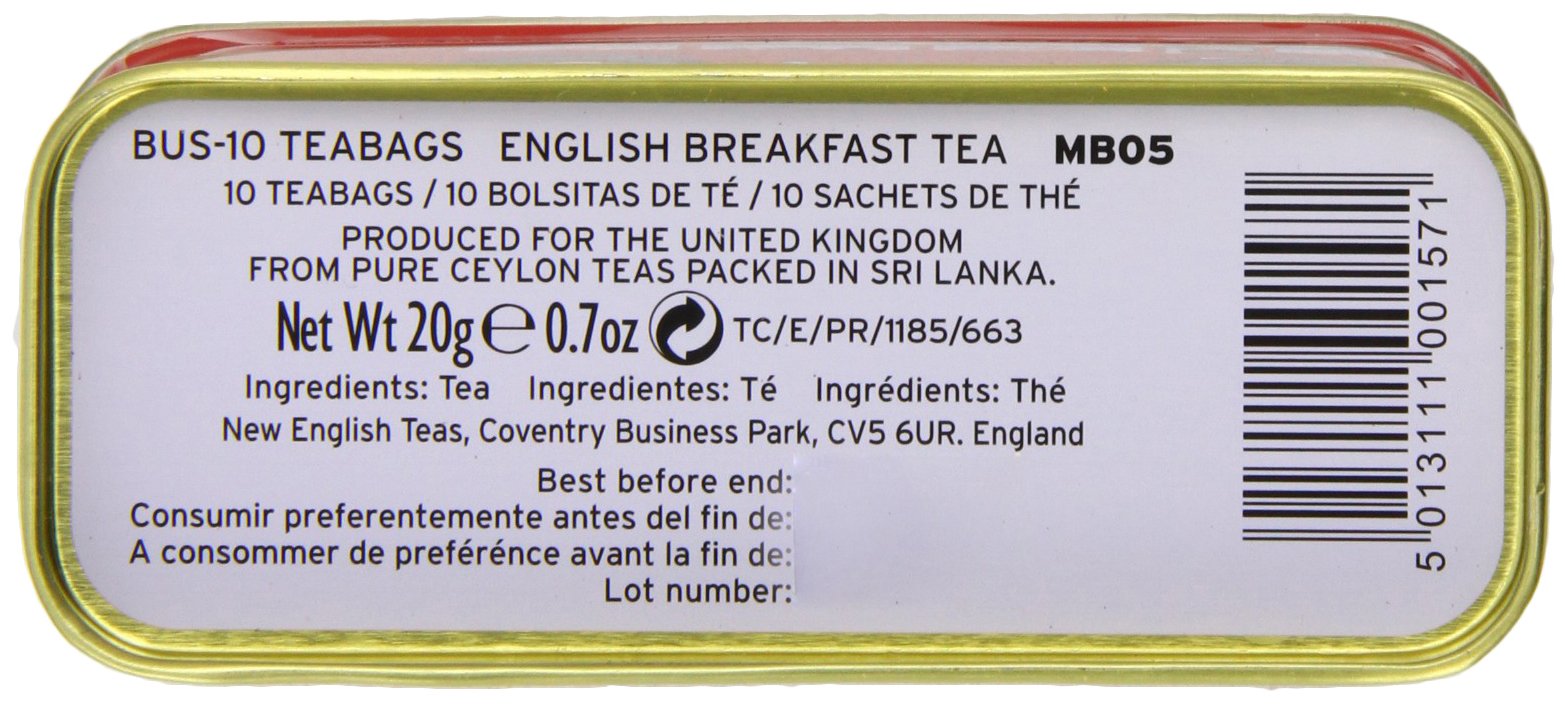 BUS-10 TEABAGS ENGLISH BREAKFAST TEA MB05
10 TEABAGS / 10 BOLSITAS DE TÉ / 10 SACHETS DE THÉ
PRODUCED FOR THE UNITED KINGDOM
FROM PURE CEYLON TEAS PACKED IN SRI LANKA.
Net Wt 20g ℮ 0.7oz TC/E/PR/1185/663
Ingredients: Tea Ingredientes: Té Ingrédients: Thé
New English Teas, Coventry Business Park, CV5 6UR. England
Best before end:
Consumir preferentemente antes del fin de:
A consommer de preférénce avant la fin de:
Lot number:
5 013111 001571